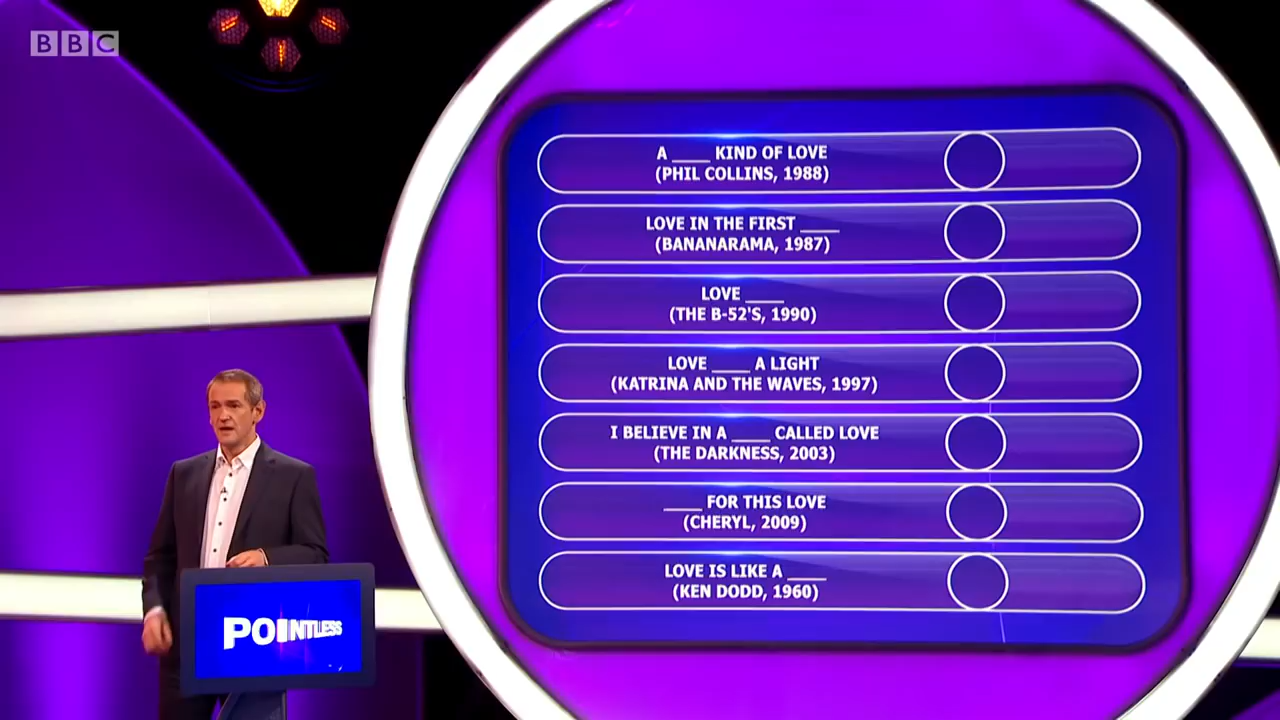 BBC
A ____ KIND OF LOVE
(PHIL COLLINS, 1988)
LOVE IN THE FIRST ____
(BANANARAMA, 1987)
LOVE ____
(THE B-52'S, 1990)
LOVE ____ A LIGHT
(KATRINA AND THE WAVES, 1997)
I BELIEVE IN A ____ CALLED LOVE
(THE DARKNESS, 2003)
____ FOR THIS LOVE
(CHERYL, 2009)
LOVE IS LIKE A ____
(KEN DODD, 1960)
POINTLESS